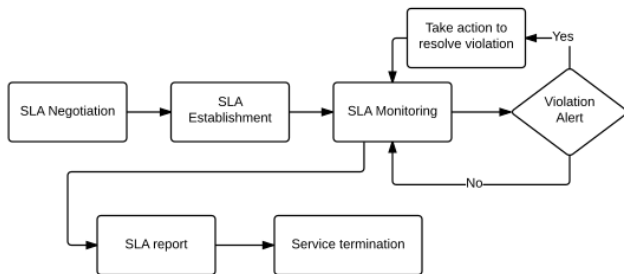 Take action to
resolve violation
Yes
SLA Negotiation
SLA
Establishment
SLA Monitoring
Violation
Alert
No
SLA report
Service termination